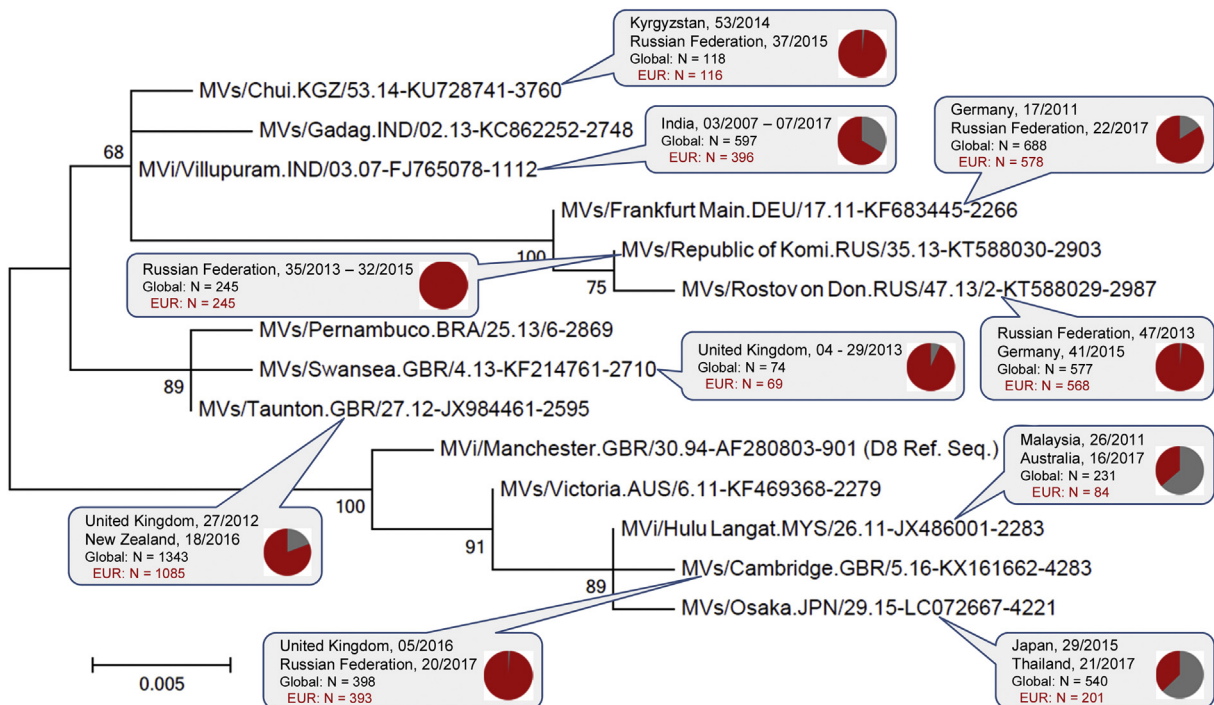 Kyrgyzstan, 53/2014
Russian Federation, 37/2015
Global: N = 118
EUR: N = 116
MVs/Chui.KGZ/53.14-KU728741-3760
Germany, 17/2011
Russian Federation, 22/2017
Global: N = 688
EUR: N = 578
MVs/Gadag.IND/02.13-KC862252-2748
India, 03/2007 – 07/2017
Global: N = 597
EUR: N = 396
68
MVi/Villupuram.IND/03.07-FJ765078-1112
MVs/Frankfurt Main.DEU/17.11-KF683445-2266
100
MVs/Republic of Komi.RUS/35.13-KT588030-2903
Russian Federation, 35/2013 – 32/2015
Global: N = 245
EUR: N = 245
75
MVs/Rostov on Don.RUS/47.13/2-KT588029-2987
MVs/Pernambuco.BRA/25.13/6-2869
Russian Federation, 47/2013
Germany, 41/2015
Global: N = 577
EUR: N = 568
United Kingdom, 04 - 29/2013
Global: N = 74
EUR: N = 69
MVs/Swansea.GBR/4.13-KF214761-2710
89
MVs/Taunton.GBR/27.12-JX984461-2595
MVi/Manchester.GBR/30.94-AF280803-901 (D8 Ref. Seq.)
Malaysia, 26/2011
Australia, 16/2017
Global: N = 231
EUR: N = 84
100
MVs/Victoria.AUS/6.11-KF469368-2279
United Kingdom, 27/2012
New Zealand, 18/2016
Global: N = 1343
EUR: N = 1085
MVi/Hulu Langat.MYS/26.11-JX486001-2283
91
MVs/Cambridge.GBR/5.16-KX161662-4283
89
MVs/Osaka.JPN/29.15-LC072667-4221
United Kingdom, 05/2016
Russian Federation, 20/2017
Global: N = 398
EUR: N = 393
Japan, 29/2015
Thailand, 21/2017
Global: N = 540
EUR: N = 201
0.005